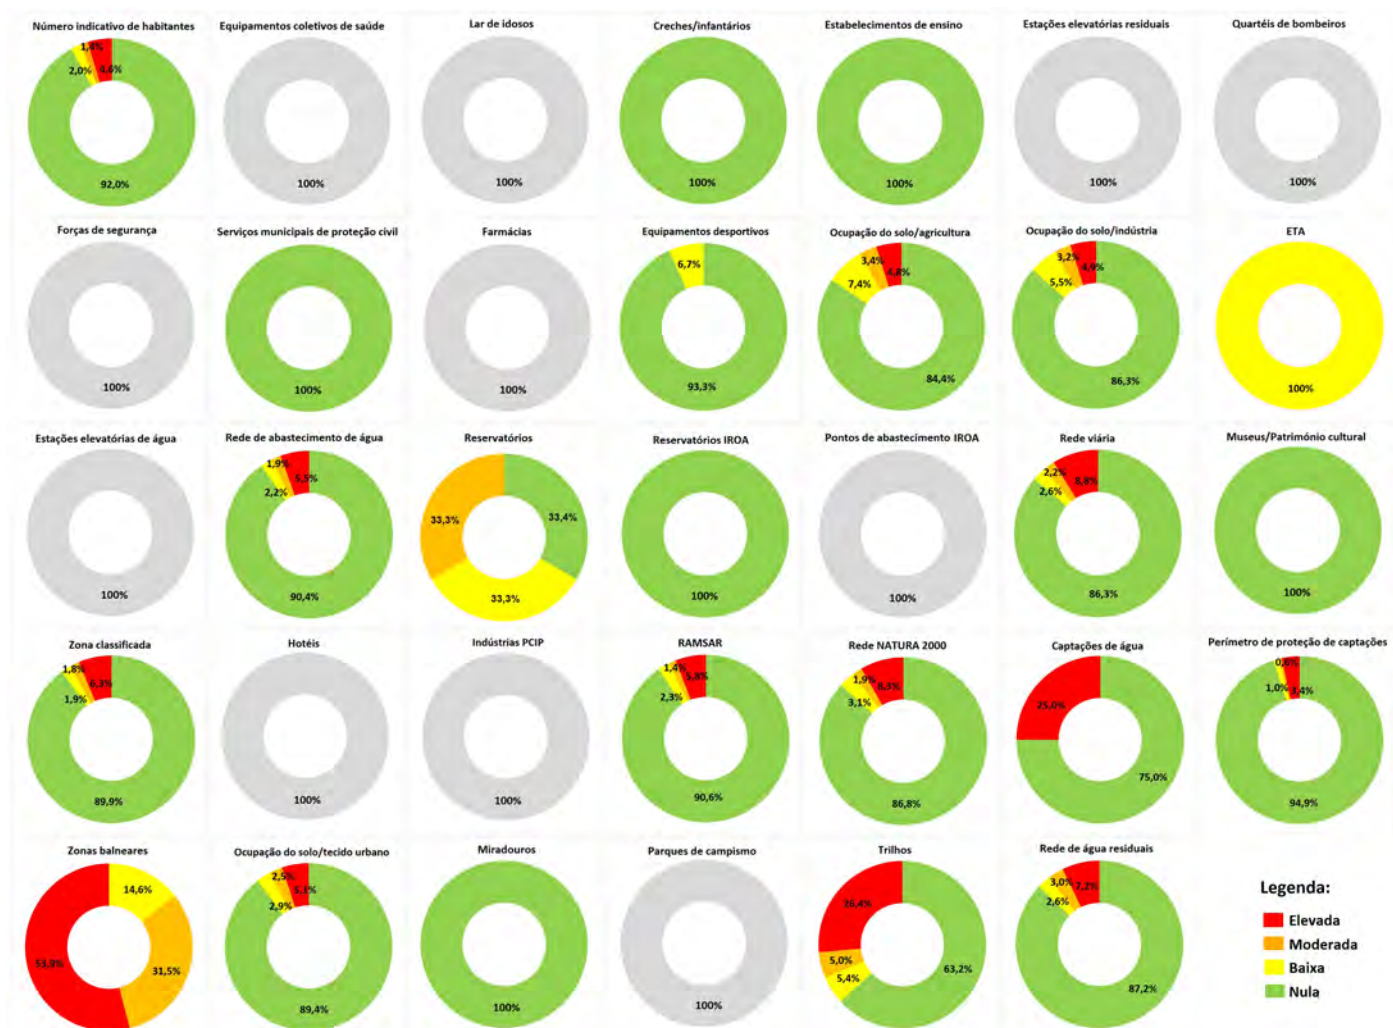 Número indicativo de habitantes
1,4%
2,0%
4,6%
92,0%
Equipamentos coletivos de saúde
100%
Lar de idosos
100%
Creches/infantários
100%
Estabelecimentos de ensino
100%
Estações elevatórias residuais
100%
Quartéis de bombeiros
100%
Forças de segurança
100%
Serviços municipais de proteção civil
100%
Farmácias
100%
Equipamentos desportivos
6,7%
93,3%
Ocupação do solo/agricultura
3,4%
4,8%
7,4%
84,4%
Ocupação do solo/indústria
3,2%
4,9%
5,5%
86,3%
ETA
100%
Estações elevatórias de água
100%
Rede de abastecimento de água
1,9%
5,5%
2,2%
90,4%
Reservatórios
33,3%
33,4%
33,3%
Reservatórios IROA
100%
Pontos de abastecimento IROA
100%
Rede viária
2,2%
8,8%
2,6%
86,3%
Museus/Património cultural
100%
Zona classificada
1,8%
6,3%
1,9%
89,9%
Hotéis
100%
Indústrias PCIP
100%
RAMSAR
1,4%
5,8%
2,3%
90,6%
Rede NATURA 2000
1,9%
8,3%
3,1%
86,8%
Captações de água
25,0%
75,0%
Perímetro de proteção de captações
0,6%
1,0%
3,4%
94,9%
Zonas balneares
14,6%
53,9%
31,5%
Ocupação do solo/tecido urbano
2,5%
5,1%
2,9%
89,4%
Miradouros
100%
Parques de campismo
100%
Trilhos
26,4%
5,0%
5,4%
63,2%
Rede de água residuais
3,0%
7,2%
2,6%
87,2%
Legenda:
Elevada
Moderada
Baixa
Nula